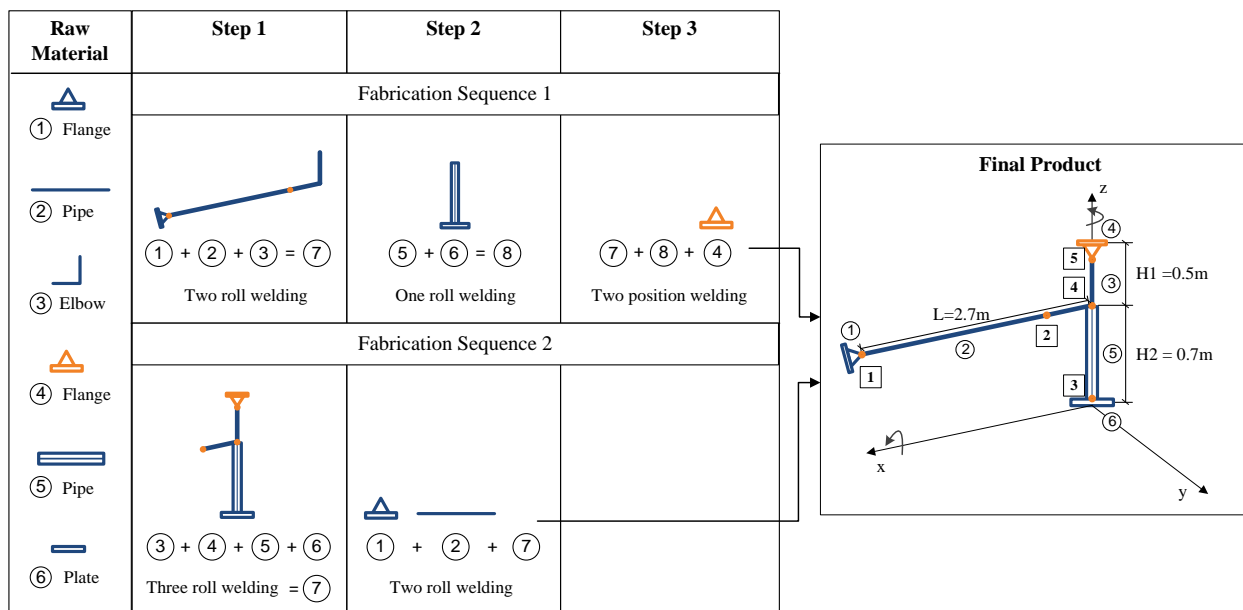 Raw
Material
Step 1
Step 2
Step 3
① Flange
② Pipe
③ Elbow
④ Flange
⑤ Pipe
⑥ Plate
Fabrication Sequence 1
① + ② + ③ = ⑦
Two roll welding
⑤ + ⑥ = ⑧
One roll welding
⑦ + ⑧ + ④
Two position welding
Fabrication Sequence 2
③ + ④ + ⑤ + ⑥
Three roll welding = ⑦
① + ② + ⑦
Two roll welding
Final Product
z
④
5
③
H1 =0.5m
4
L=2.7m
①
②
2
1
⑤
H2 = 0.7m
3
⑥
x
y